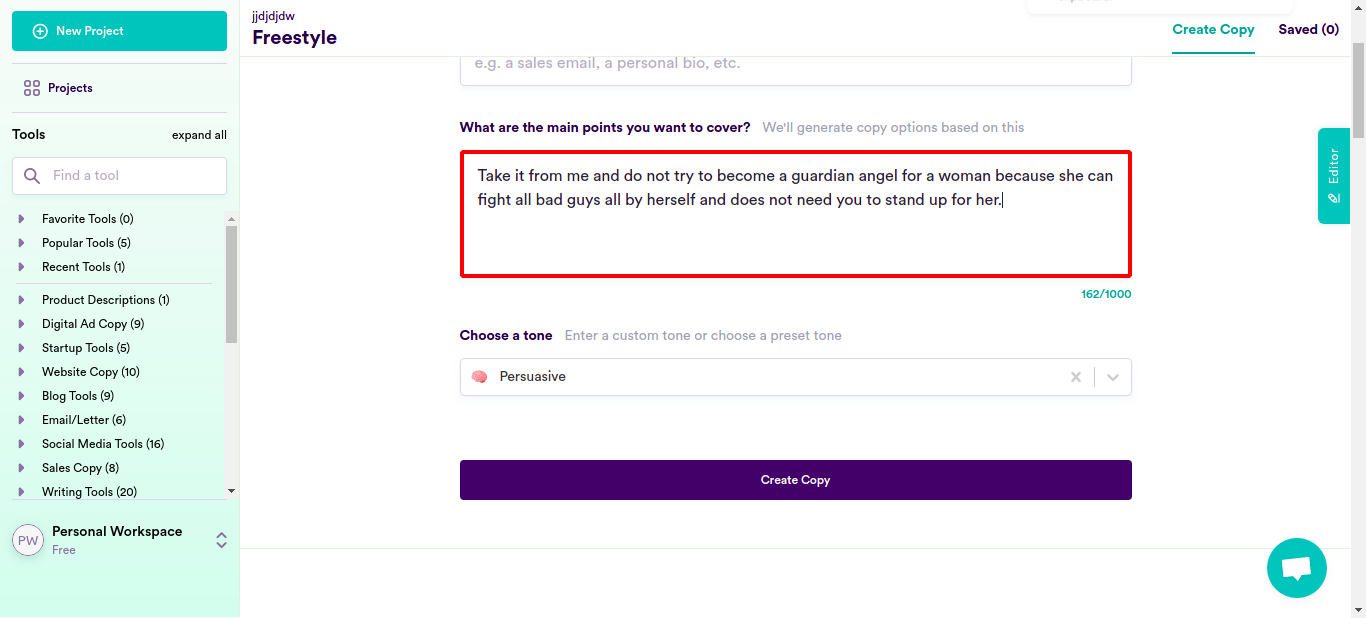 New Project
Projects
Tools
expand all
Find a tool
Favorite Tools (0)
Popular Tools (5)
Recent Tools (1)
Product Descriptions (1)
Digital Ad Copy (9)
Startup Tools (5)
Website Copy (10)
Blog Tools (9)
Email/Letter (6)
Social Media Tools (16)
Sales Copy (8)
Writing Tools (20)
PW
Personal Workspace
Free
jjdjdjdw
Freestyle
Create Copy
Saved (0)
e.g. a sales email, a personal bio, etc.
What are the main points you want to cover? We'll generate copy options based on this
Take it from me and do not try to become a guardian angel for a woman because she can
fight all bad guys all by herself and does not need you to stand up for her.
162/1000
Choose a tone Enter a custom tone or choose a preset tone
Persuasive
Create Copy
Editor